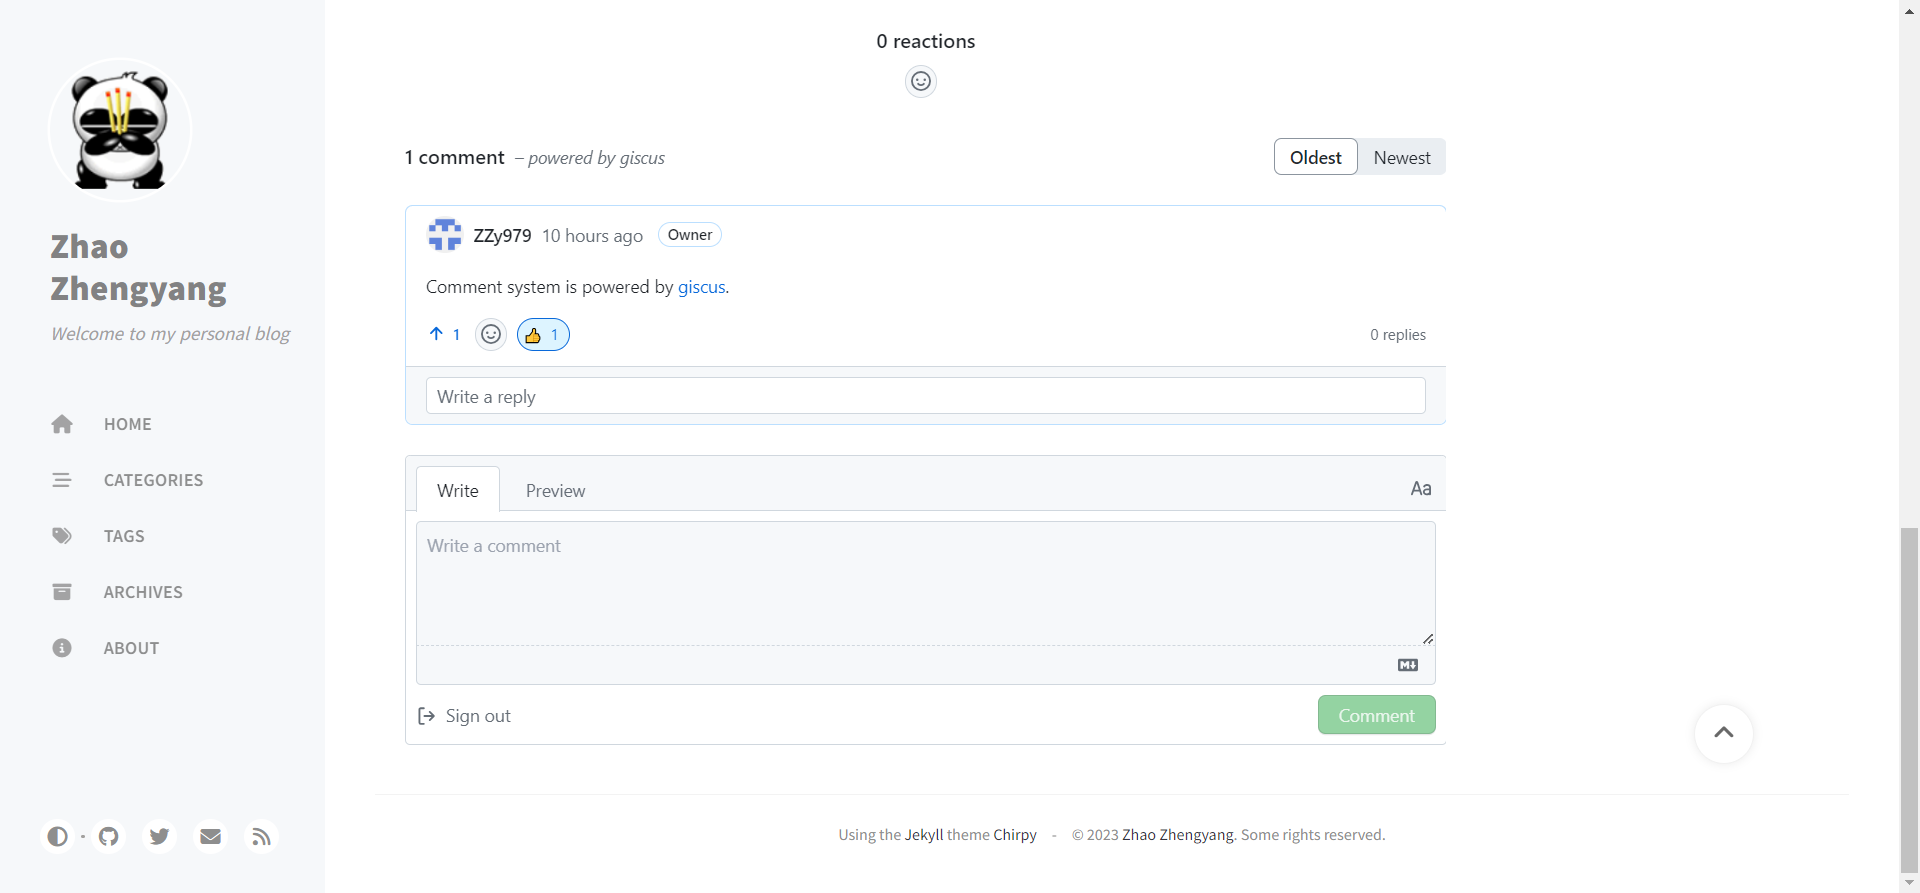 Zhao
Zhengyang
Welcome to my personal blog
HOME
CATEGORIES
TAGS
ARCHIVES
ABOUT
0 reactions
1 comment – powered by giscus
Oldest Newest
ZZy979 10 hours ago Owner
Comment system is powered by giscus.
1 1 0 replies
Write a reply
Write Preview Aa
Write a comment
M↓
Sign out Comment
Using the Jekyll theme Chirpy - © 2023 Zhao Zhengyang. Some rights reserved.